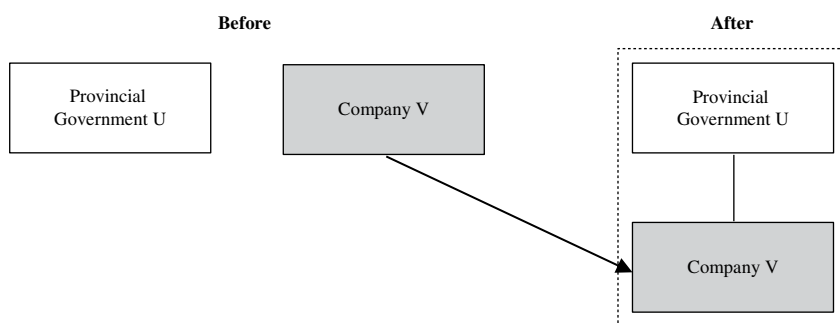 Before
After
Provincial
Government U
Company V
Provincial
Government U
Company V